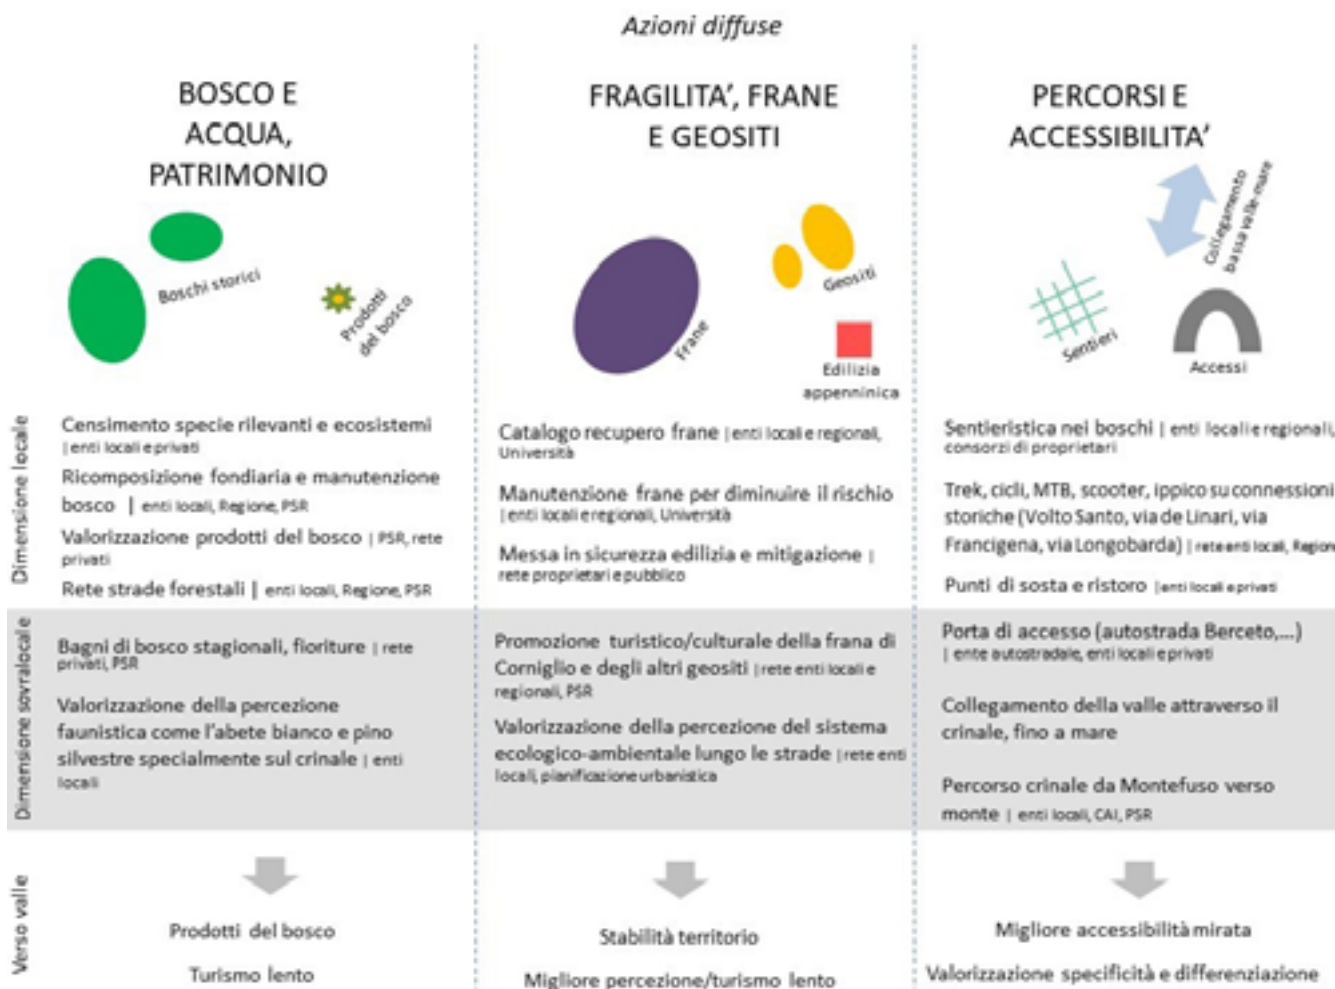 Azioni diffuse
BOSCO E
ACQUA,
PATRIMONIO
Boschi storici
Prodotti
del bosco
FRAGILITA’, FRANE
E GEOSITI
Frane
Geositi
Edilizia
appenninica
PERCORSI E
ACCESSIBILITA’
Collegamento
bassa valle-mare
Sentieri
Accessi
Dimensione locale
Censimento specie rilevanti e ecosistemi
| enti locali e privati
Ricomposizione fondiaria e manutenzione
bosco | enti locali, Regione, PSR
Valorizzazione prodotti del bosco | PSR, rete
privati
Rete strade forestali | enti locali, Regione, PSR
Catalogo recupero frane | enti locali e regionali,
Università
Manutenzione frane per diminuire il rischio
| enti locali e regionali, Università
Messa in sicurezza edilizia e mitigazione |
rete proprietari e pubblico
Sentieristica nei boschi | enti locali e regionali,
consorzi di proprietari
Trek, cicli, MTB, scooter, ippico su connessioni
storiche (Volto Santo, via de Linari, via
Francigena, via Longobarda) | rete enti locali, Region
Punti di sosta e ristoro | enti locali e privati
Dimensione sovralocale
Bagni di bosco stagionali, fioriture | rete
privati, PSR
Valorizzazione della percezione
faunistica come l’abete bianco e pino
silvestre specialmente sul crinale | enti
locali
Promozione turistico/culturale della frana di
Corniglio e degli altri geositi | rete enti locali e
regionali, PSR
Valorizzazione della percezione del sistema
ecologico-ambientale lungo le strade | rete enti
locali, pianificazione urbanistica
Porta di accesso (autostrada Berceto,...)
| ente autostradale, enti locali e privati
Collegamento della valle attraverso il
crinale, fino a mare
Percorso crinale da Montefuso verso
monte | enti locali, CAI, PSR
Verso valle
Prodotti del bosco
Turismo lento
Stabilità territorio
Migliore percezione/turismo lento
Migliore accessibilità mirata
Valorizzazione specificità e differenziazione